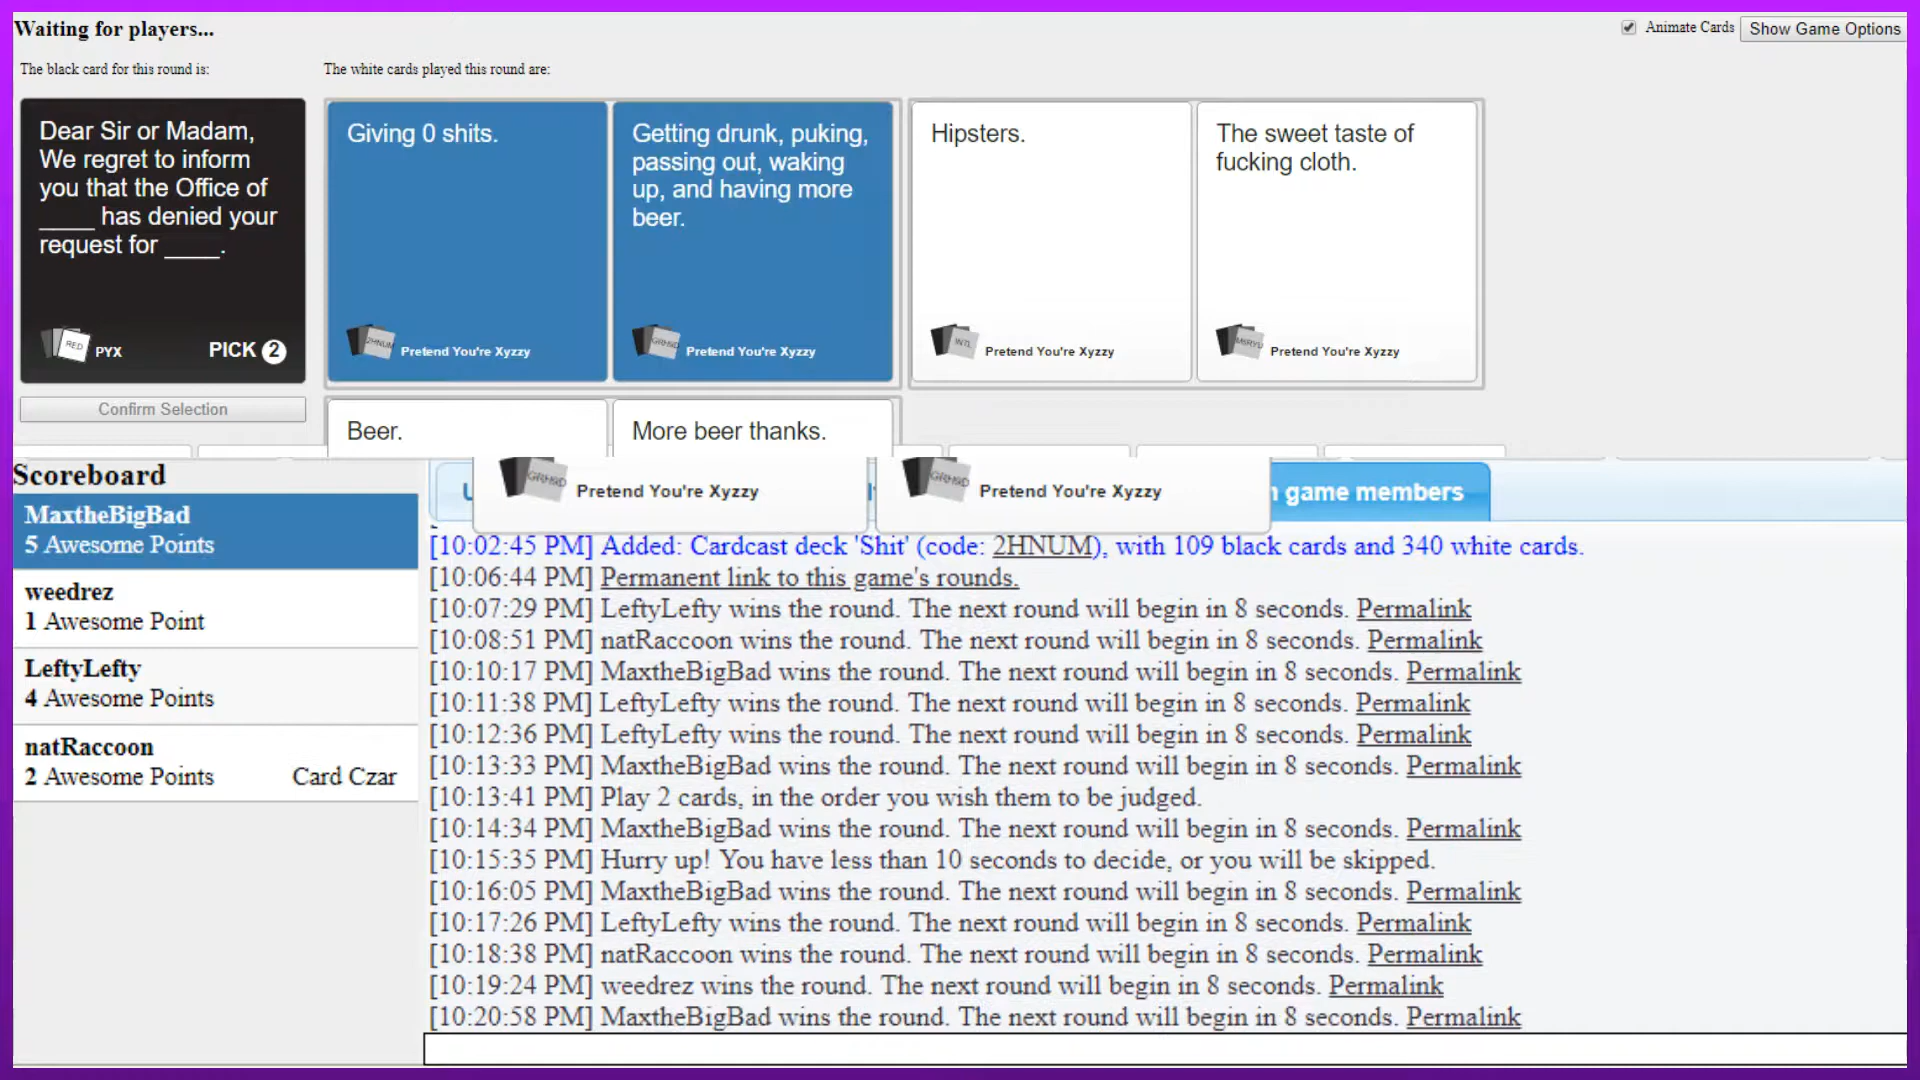 Waiting for players...
Animate Cards
Show Game Options
The black card for this round is:
The white cards played this round are:
Dear Sir or Madam,
We regret to inform
you that the Office of
____ has denied your
request for ____.
RED
PYX
PICK 2
Giving 0 shits.
2HNUM
Pretend You're Xyzzy
Getting drunk, puking,
passing out, waking
up, and having more
beer.
Pretend You're Xyzzy
Hipsters.
INTL
Pretend You're Xyzzy
The sweet taste of
fucking cloth.
Pretend You're Xyzzy
Confirm Selection
Beer.
More beer thanks.
Pretend You're Xyzzy
Pretend You're Xyzzy
game members
Scoreboard
MaxtheBigBad
5 Awesome Points
weedrez
1 Awesome Point
LeftyLefty
4 Awesome Points
natRaccoon
2 Awesome Points
Card Czar
[10:02:45 PM] Added: Cardcast deck 'Shit' (code: 2HNUM), with 109 black cards and 340 white cards.
[10:06:44 PM] Permanent link to this game's rounds.
[10:07:29 PM] LeftyLefty wins the round. The next round will begin in 8 seconds. Permalink
[10:08:51 PM] natRaccoon wins the round. The next round will begin in 8 seconds. Permalink
[10:10:17 PM] MaxtheBigBad wins the round. The next round will begin in 8 seconds. Permalink
[10:11:38 PM] LeftyLefty wins the round. The next round will begin in 8 seconds. Permalink
[10:12:36 PM] LeftyLefty wins the round. The next round will begin in 8 seconds. Permalink
[10:13:33 PM] MaxtheBigBad wins the round. The next round will begin in 8 seconds. Permalink
[10:13:41 PM] Play 2 cards, in the order you wish them to be judged.
[10:14:34 PM] MaxtheBigBad wins the round. The next round will begin in 8 seconds. Permalink
[10:15:35 PM] Hurry up! You have less than 10 seconds to decide, or you will be skipped.
[10:16:05 PM] MaxtheBigBad wins the round. The next round will begin in 8 seconds. Permalink
[10:17:26 PM] LeftyLefty wins the round. The next round will begin in 8 seconds. Permalink
[10:18:38 PM] natRaccoon wins the round. The next round will begin in 8 seconds. Permalink
[10:19:24 PM] weedrez wins the round. The next round will begin in 8 seconds. Permalink
[10:20:58 PM] MaxtheBigBad wins the round. The next round will begin in 8 seconds. Permalink